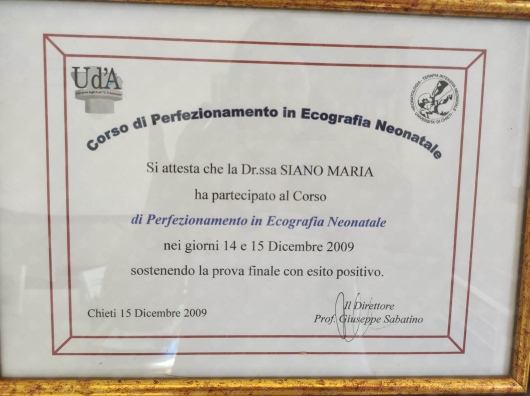 Ud'A
Corso di Perfezionamento in Ecografia Neonatale
Si attesta che la Dr.ssa SIANO MARIA
ha partecipato al Corso
di Perfezionamento in Ecografia Neonatale
nei giorni 14 e 15 Dicembre 2009
sostenendo la prova finale con esito positivo.
Chieti 15 Dicembre 2009
Il Direttore
Prof. Giuseppe Sabatino